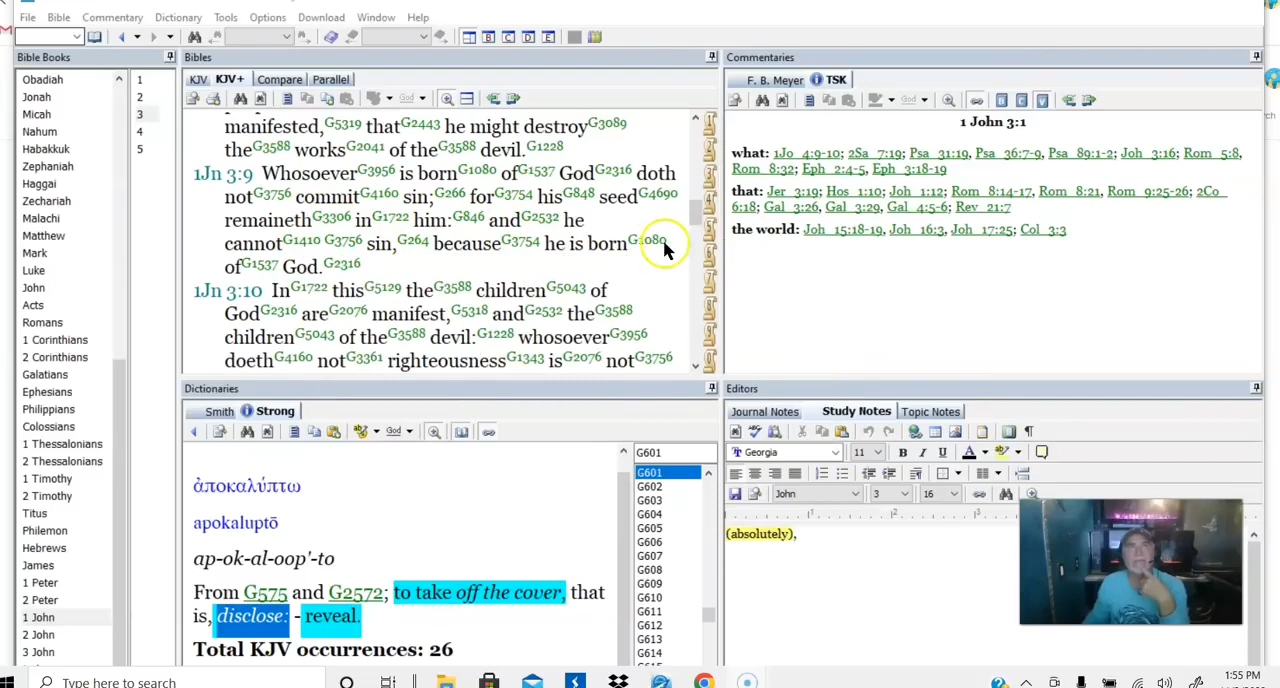 File Bible Commentary Dictionary Tools Options Download Window Help
B C D E
Bible Books
Obadiah
Jonah
Micah
Nahum
Habakkuk
Zephaniah
Haggai
Zechariah
Malachi
Matthew
Mark
Luke
John
Acts
Romans
1 Corinthians
2 Corinthians
Galatians
Ephesians
Philippians
Colossians
1 Thessalonians
2 Thessalonians
1 Timothy
2 Timothy
Titus
Philemon
Hebrews
James
1 Peter
2 Peter
1 John
2 John
3 John
1
2
3
4
5
Bibles
KJV KJV+ Compare Parallel
God
manifested,G5319 thatG2443 he might destroyG3089
theG3588 worksG2041 of the devil.G1228
1Jn 3:9 WhosoeverG3956 is bornG1080 ofG1537 GodG2316 doth
notG3756 commitG4160 sin;G266 forG3754 hisG848 seedG4690
remainethG3306 inG1722 him:G846 andG2532 he
cannotG1410 G3756 sin,G264 becauseG3754 he is bornG1080
ofG1537 God.G2316
1Jn 3:10 InG1722 thisG5129 theG3588 childrenG5043 of
GodG2316 areG2076 manifest,G5318 andG2532 theG3588
childrenG5043 of theG3588 devil:G1228 whosoeverG3956
doethG4160 notG3361 righteousnessG1343 isG2076 notG3756
Commentaries
F. B. Meyer TSK
God
B C V
1 John 3:1
what: 1Jo 4:9-10; 2Sa 7:19; Psa 31:19, Psa 36:7-9, Psa 89:1-2; Joh 3:16; Rom 5:8,
Rom 8:32; Eph 2:4-5, Eph 3:18-19
that: Jer 3:19; Hos 1:10; Joh 1:12; Rom 8:14-17, Rom 8:21, Rom 9:25-26; 2Co
6:18; Gal 3:26, Gal 3:29, Gal 4:5-6; Rev 21:7
the world: Joh 15:18-19, Joh 16:3, Joh 17:25; Col 3:3
Dictionaries
Smith Strong
God
ἀποκαλύπτω
apokaluptō
ap-ok-al-oop'-to
From G575 and G2572; to take off the cover, that
is, disclose: - reveal.
Total KJV occurrences: 26
G601
G601
G602
G603
G604
G605
G606
G607
G608
G609
G610
G611
G612
G613
G614
Editors
Journal Notes Study Notes Topic Notes
Georgia 11 B I U A
John 3 16
1 2 3
(absolutely),
Type here to search
1:55 PM